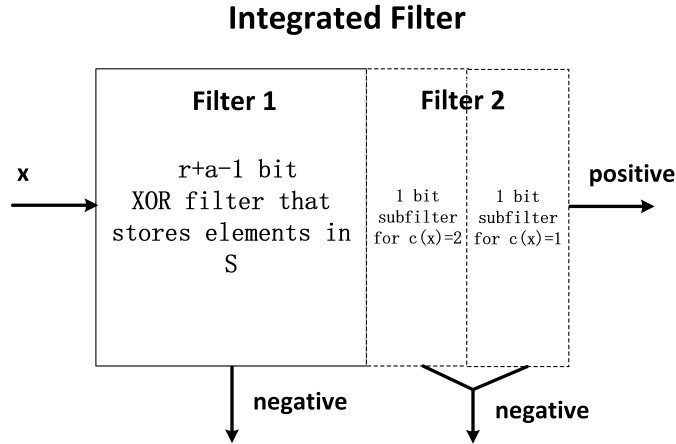 Integrated Filter
Filter 1
Filter 2
x
r+a-1 bit
XOR filter that
stores elements in
S
1 bit
subfilter
for c(x)=2
1 bit
subfilter
for c(x)=1
positive
negative
negative